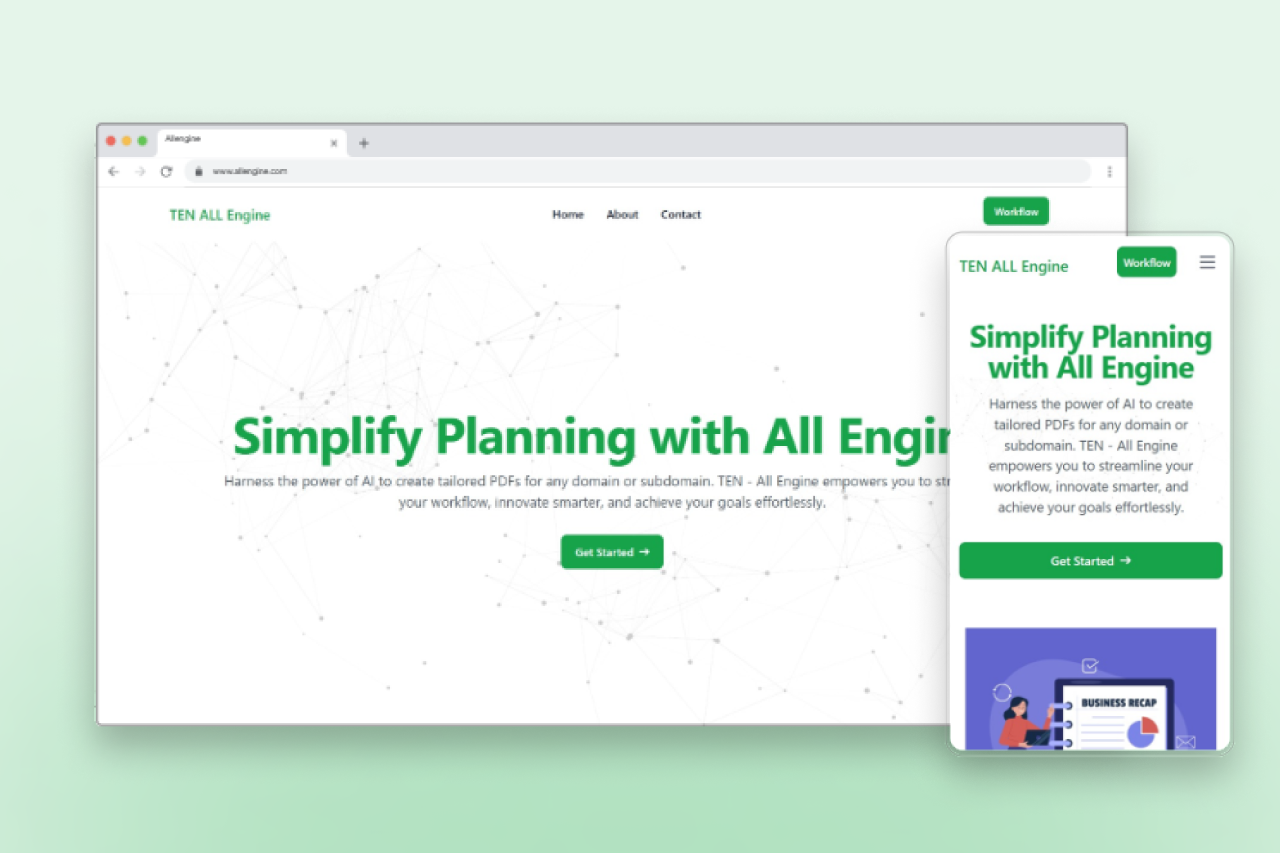 Allengine
www.allengine.com
TEN ALL Engine
Home About Contact
Workflow
Simplify Planning with All Engin
Harness the power of AI to create tailored PDFs for any domain or subdomain. TEN - All Engine empowers you to str
your workflow, innovate smarter, and achieve your goals effortlessly.
Get Started →
TEN ALL Engine
Workflow
Simplify Planning
with All Engine
Harness the power of AI to create
tailored PDFs for any domain or
subdomain. TEN - All Engine
empowers you to streamline your
workflow, innovate smarter, and
achieve your goals effortlessly.
Get Started →
BUSINESS RECAP